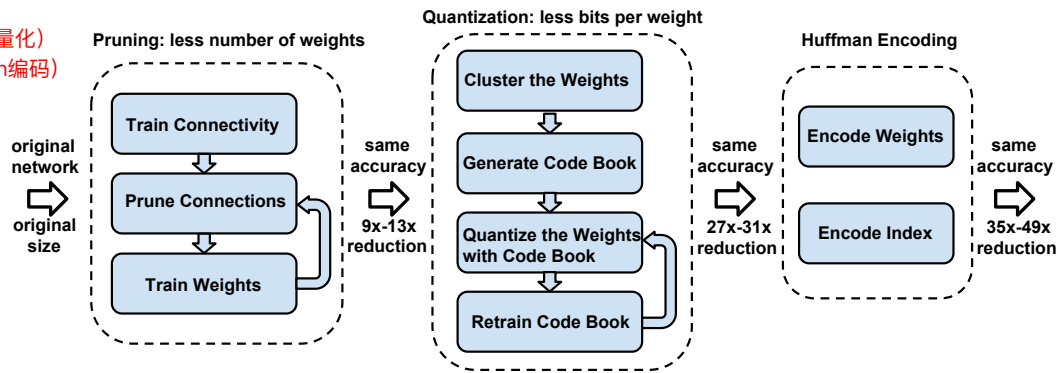 量化)
n编码)
original
network
original
size
Pruning: less number of weights
Train Connectivity
Prune Connections
Train Weights
same
accuracy
9x-13x
reduction
Quantization: less bits per weight
Cluster the Weights
Generate Code Book
Quantize the Weights
with Code Book
Retrain Code Book
same
accuracy
27x-31x
reduction
Huffman Encoding
Encode Weights
Encode Index
same
accuracy
35x-49x
reduction